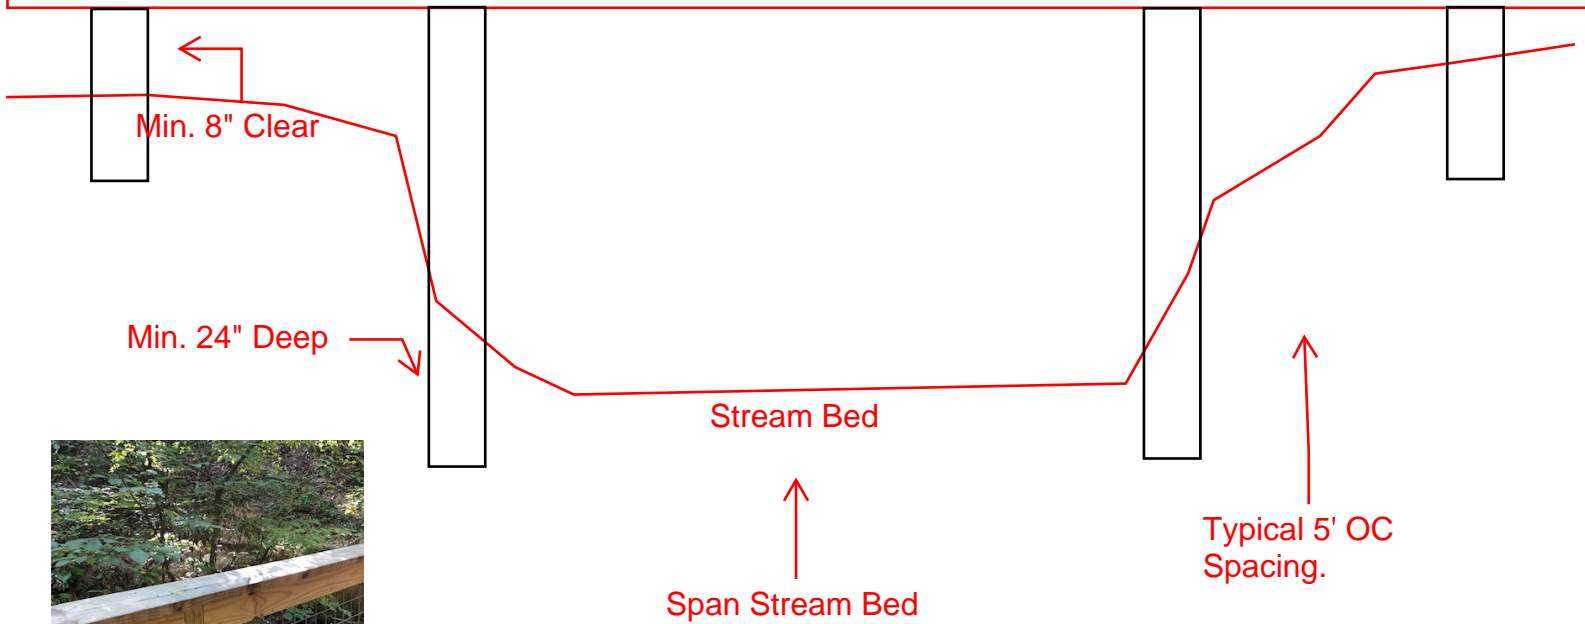 Min. 8" Clear
Min. 24" Deep
Stream Bed
Typical 5' OC
Spacing.
Span Stream Bed